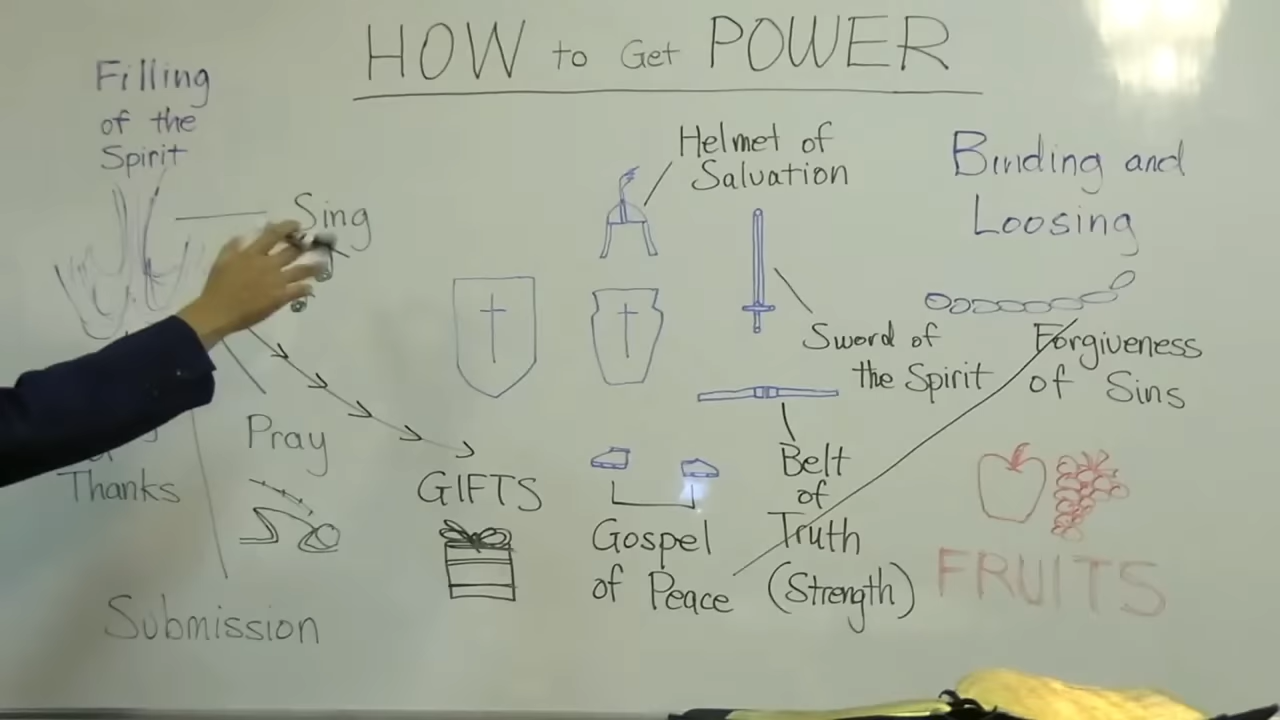 HOW to Get POWER
Filling
of the
Spirit
Sing
Pray
Thanks
Submission
GIFTS
Helmet of
Salvation
Sword of
the Spirit
Belt
of
Truth
(Strength)
Gospel
of Peace
Binding and
Loosing
Forgiveness
of Sins
FRUITS